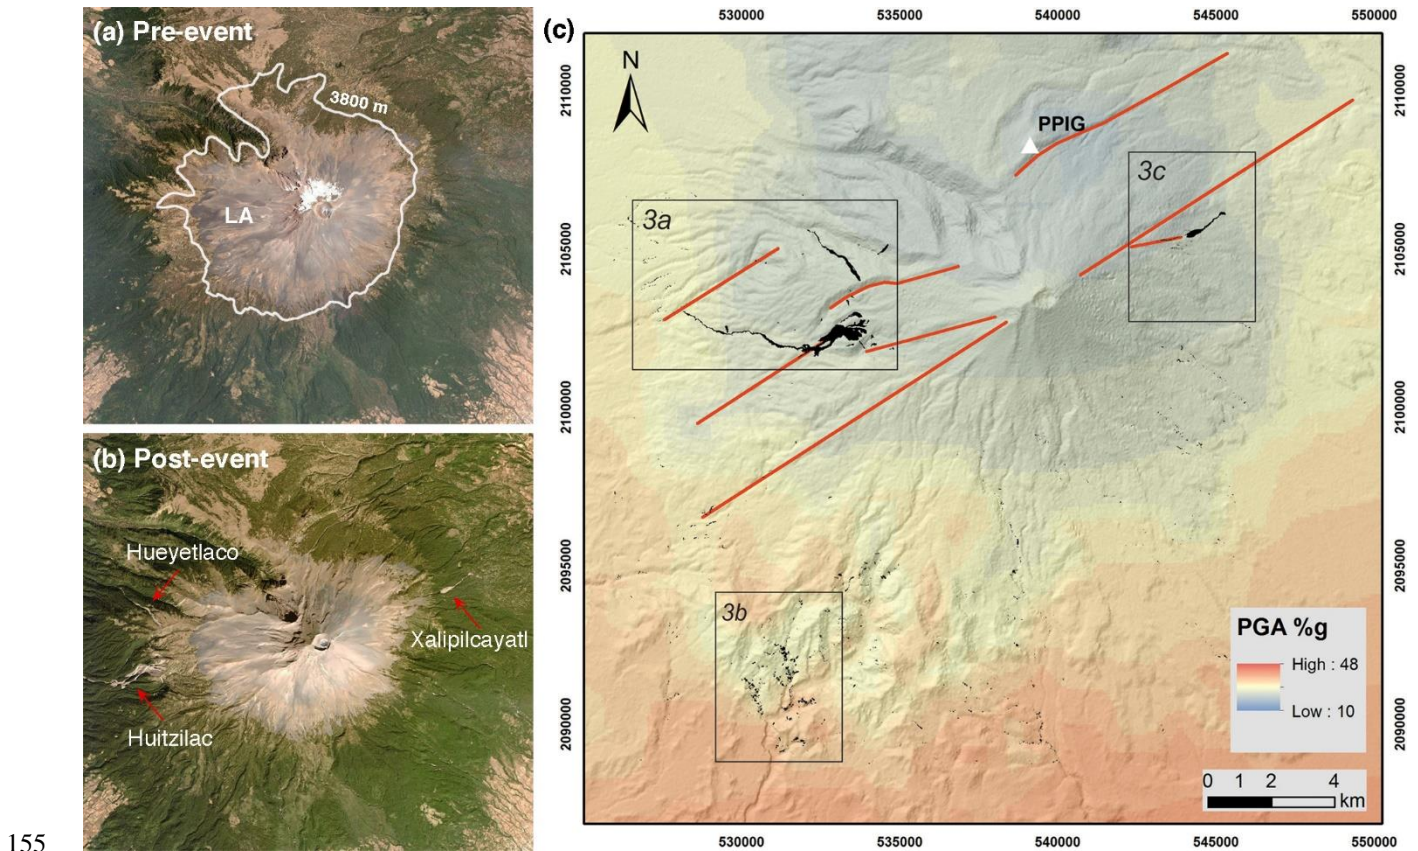 (a) Pre-event
3800 m
LA
(b) Post-event
Hueyetlaco
Xalipilcayatl
Huitzilac
155
(c)
530000 535000 540000 545000 550000
N
PPIG
3c
3a
3b
2110000 2105000 2100000 2095000 2090000
2110000 2105000 2100000 2095000 2090000
PGA %g
High : 48
Low : 10
0 1 2 4
km
530000 535000 540000 545000 550000